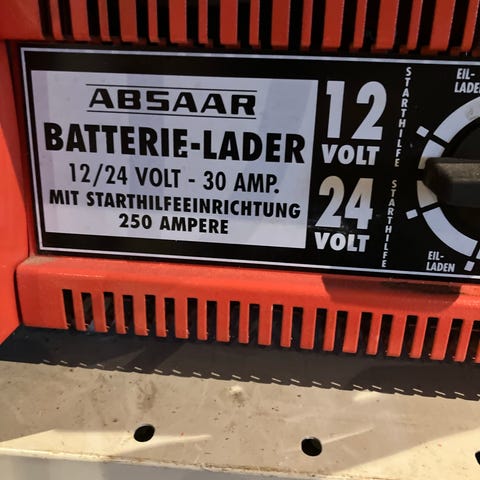 ABSAAR
BATTERIE-LADER
12/24 VOLT - 30 AMP.
MIT STARTHILFEEINRICHTUNG
250 AMPERE
12
VOLT
STARTHILFE
24
VOLT
STARTHILFE
EIL-
LADEN
EIL-
LADEN